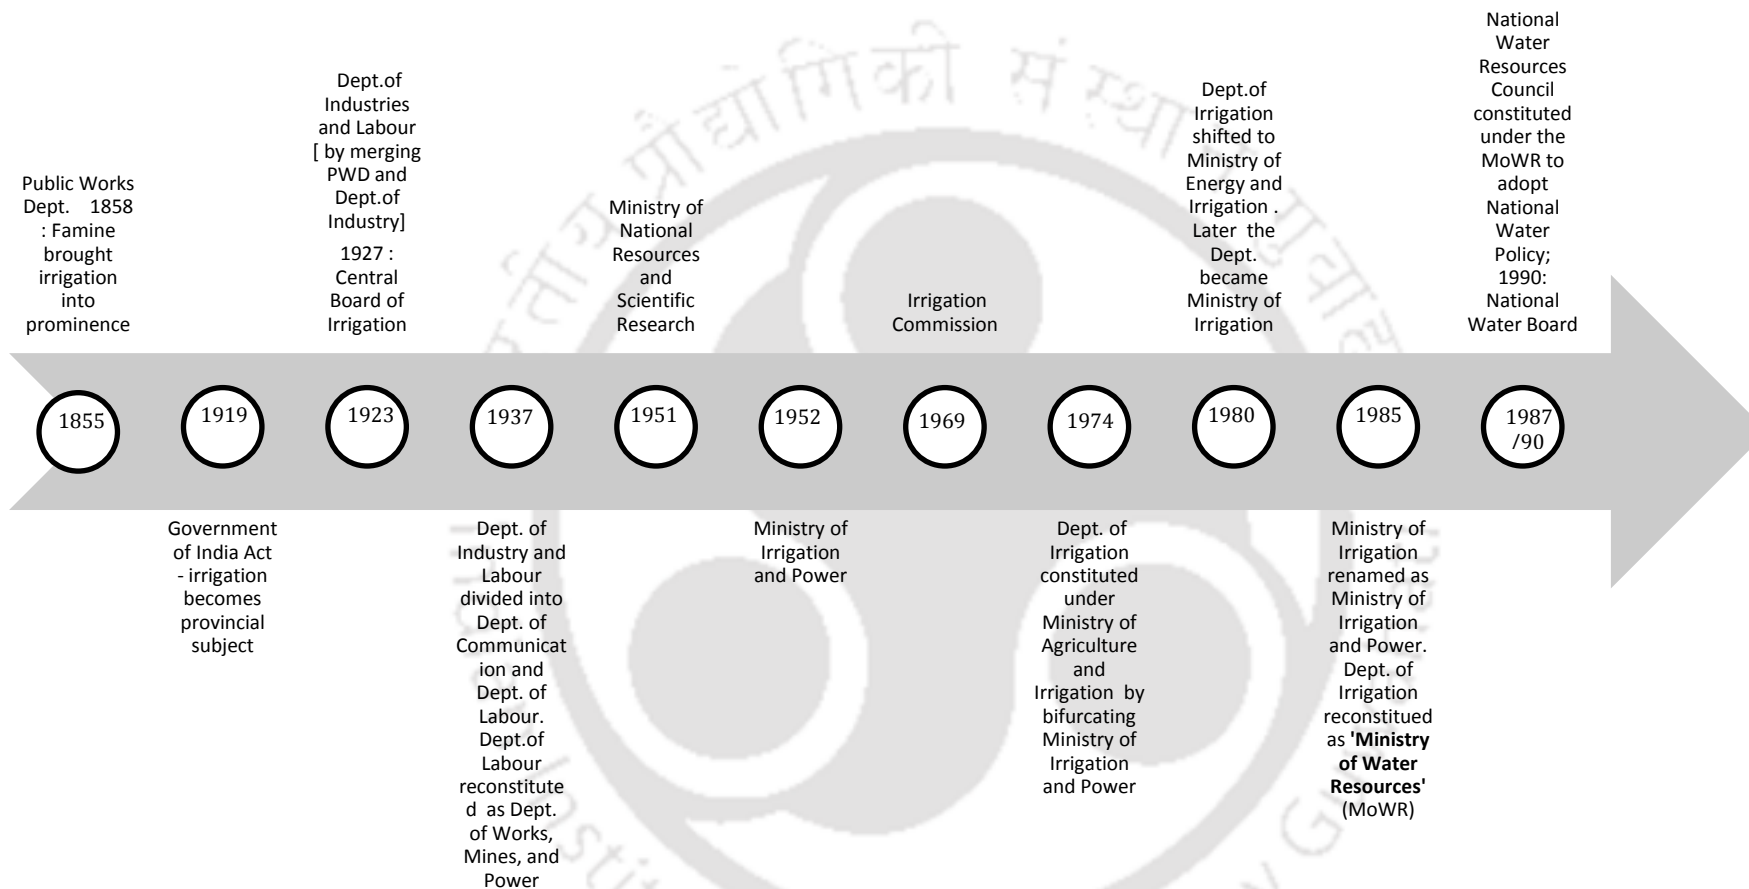 Public Works
Dept. 1858
: Famine
brought
irrigation
into
prominence
1855
1919
Government
of India Act
- irrigation
becomes
provincial
subject
Dept.of
Industries
and Labour
[ by merging
PWD and
Dept.of
Industry]
1927 :
Central
Board of
Irrigation
1923
1937
Dept. of
Industry and
Labour
divided into
Dept. of
Communicat
ion and
Dept. of
Labour.
Dept.of
Labour
reconstitute
d as Dept.
of Works,
Mines, and
Power
Ministry of
National
Resources
and
Scientific
Research
1951
1952
Ministry of
Irrigation
and Power
Irrigation
Commission
1969
1974
Dept. of
Irrigation
constituted
under
Ministry of
Agriculture
and
Irrigation by
bifurcating
Ministry of
Irrigation
and Power
Dept.of
Irrigation
shifted to
Ministry of
Energy and
Irrigation .
Later the
Dept.
became
Ministry of
Irrigation
1980
1985
Ministry of
Irrigation
renamed as
Ministry of
Irrigation
and Power.
Dept. of
Irrigation
reconstitued
as 'Ministry
of Water
Resources'
(MoWR)
National
Water
Resources
Council
constituted
under the
MoWR to
adopt
National
Water
Policy;
1990:
National
Water Board
1987
/90